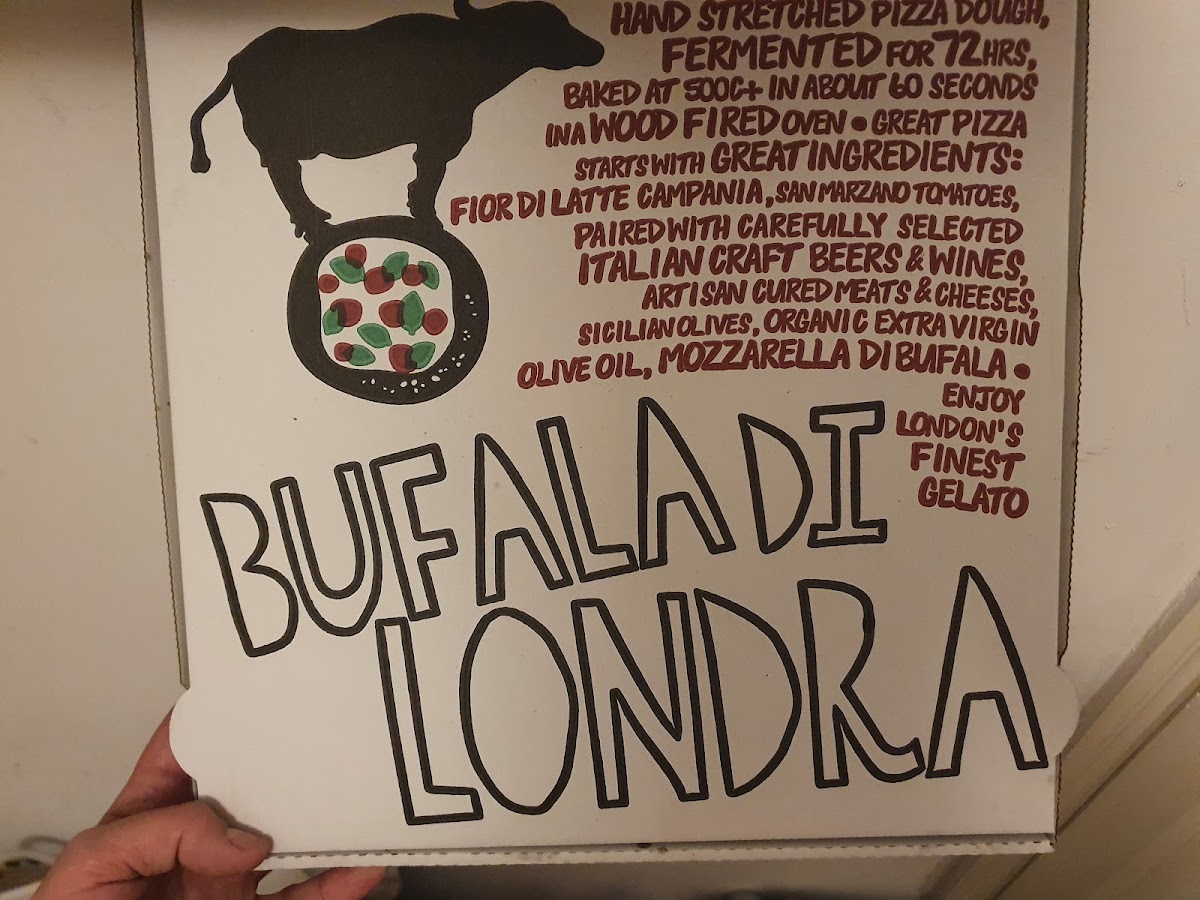 HAND STRETCHED PIZZA DOUGH,
FERMENTED FOR 72HRS,
BAKED AT 500C+ IN ABOUT 60 SECONDS
IN A WOOD FIRED OVEN • GREAT PIZZA
STARTS WITH GREAT INGREDIENTS:
FIOR DI LATTE CAMPANIA, SAN MARZANO TOMATOES,
PAIRED WITH CAREFULLY SELECTED
ITALIAN CRAFT BEERS & WINES,
ARTISAN CURED MEATS & CHEESES,
SICILIAN OLIVES, ORGANIC EXTRA VIRGIN
OLIVE OIL, MOZZARELLA DI BUFALA •
ENJOY
LONDON'S
FINEST
GELATO
BUFALA DI
LONDRA